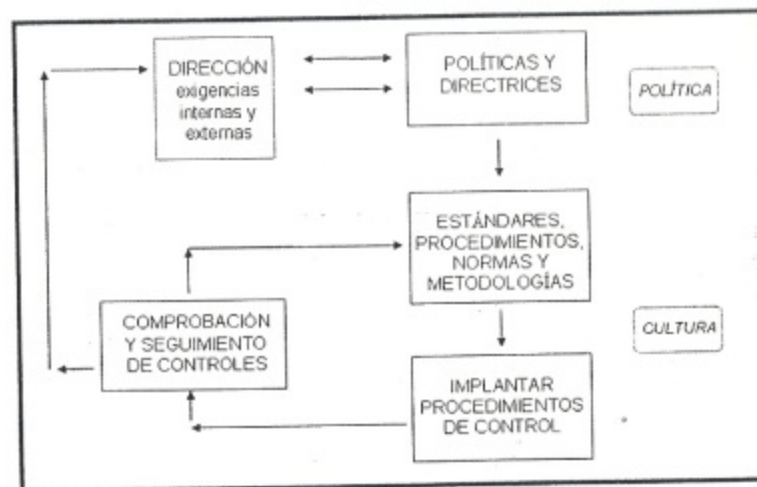 DIRECCIÓN
exigencias
internas y
externas
POLÍTICAS Y
DIRECTRICES
POLÍTICA
ESTÁNDARES,
PROCEDIMIENTOS,
NORMAS Y
METODOLOGÍAS
COMPROBACIÓN
Y SEGUIMIENTO
DE CONTROLES
CULTURA
IMPLANTAR
PROCEDIMIENTOS
DE CONTROL